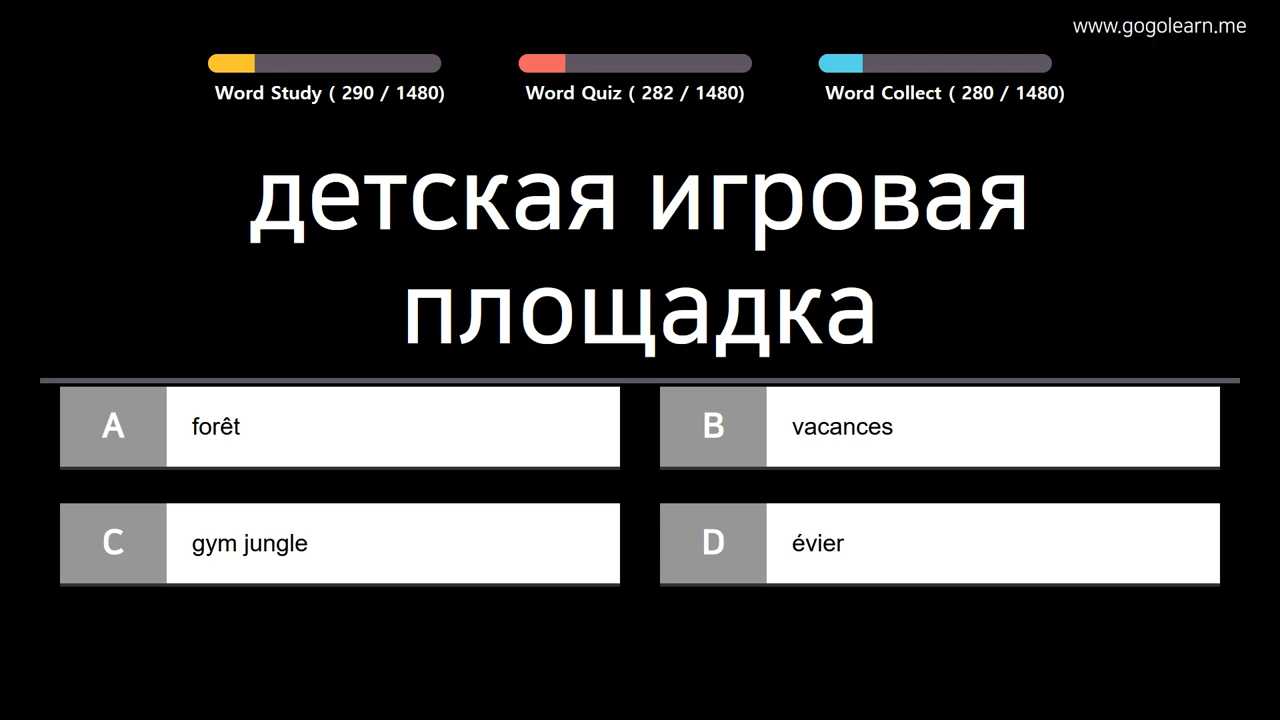 www.gogolearn.me
Word Study ( 290 / 1480)
Word Quiz ( 282 / 1480)
Word Collect ( 280 / 1480)
детская игровая
площадка
A
forêt
B
vacances
C
gym jungle
D
évier